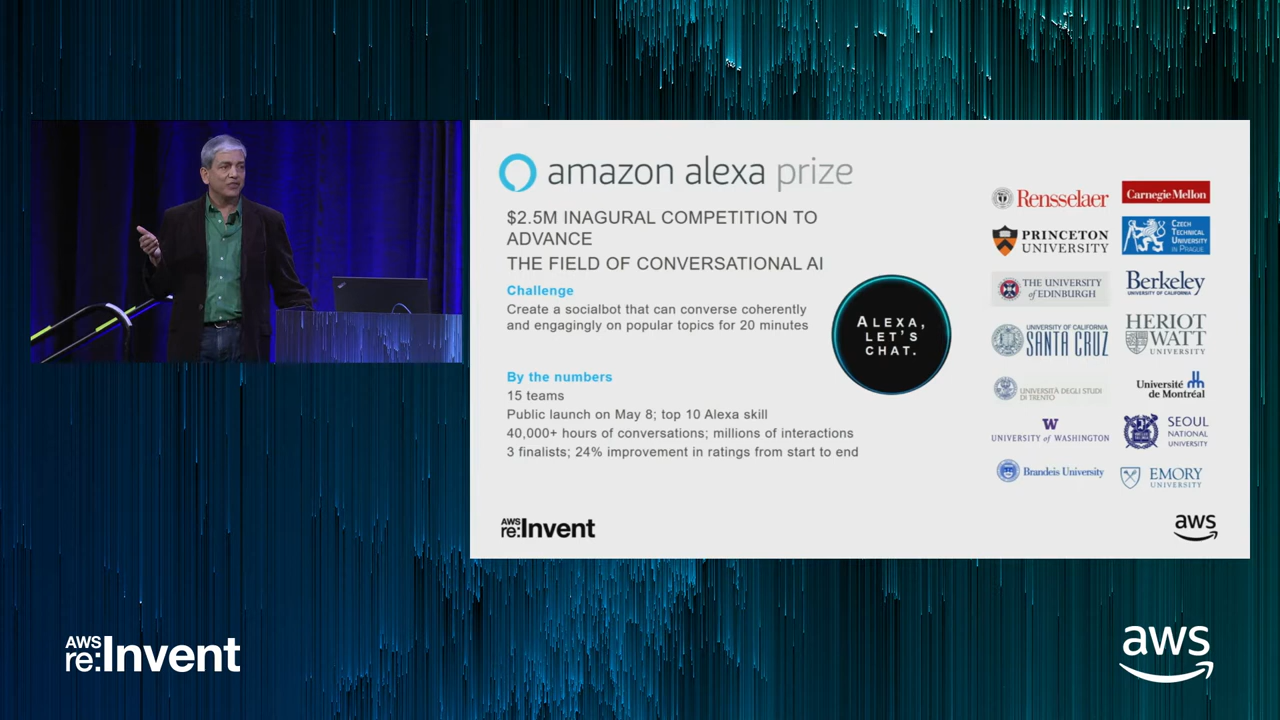 amazon alexa prize
$2.5M INAGURAL COMPETITION TO
ADVANCE
THE FIELD OF CONVERSATIONAL AI
Challenge
Create a socialbot that can converse coherently
and engagingly on popular topics for 20 minutes
By the numbers
15 teams
Public launch on May 8; top 10 Alexa skill
40,000+ hours of conversations; millions of interactions
3 finalists; 24% improvement in ratings from start to end
ALEXA,
LET'S
CHAT.
Rensselaer
Carnegie Mellon
PRINCETON
UNIVERSITY
CZECH
TECHNICAL
UNIVERSITY
IN PRAGUE
THE UNIVERSITY
of EDINBURGH
Berkeley
UNIVERSITY OF CALIFORNIA
UNIVERSITY OF CALIFORNIA
SANTA CRUZ
HERIOT
WATT
UNIVERSITY
UNIVERSITÀ DEGLI STUDI
DI TRENTO
Université
de Montréal
W
UNIVERSITY of WASHINGTON
SEOUL
NATIONAL
UNIVERSITY
Brandeis University
EMORY
UNIVERSITY
AWS
re:Invent
aws
AWS
re:Invent
aws